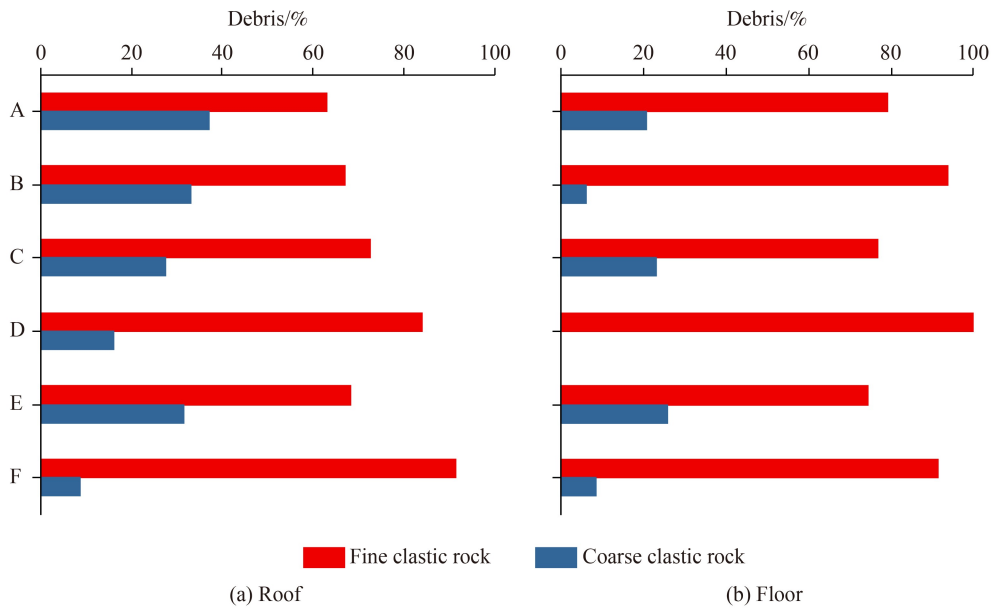 Debris/%
0 20 40 60 80 100
A
B
C
D
E
F
Debris/%
0 20 40 60 80 100
Fine clastic rock
Coarse clastic rock
(a) Roof
(b) Floor